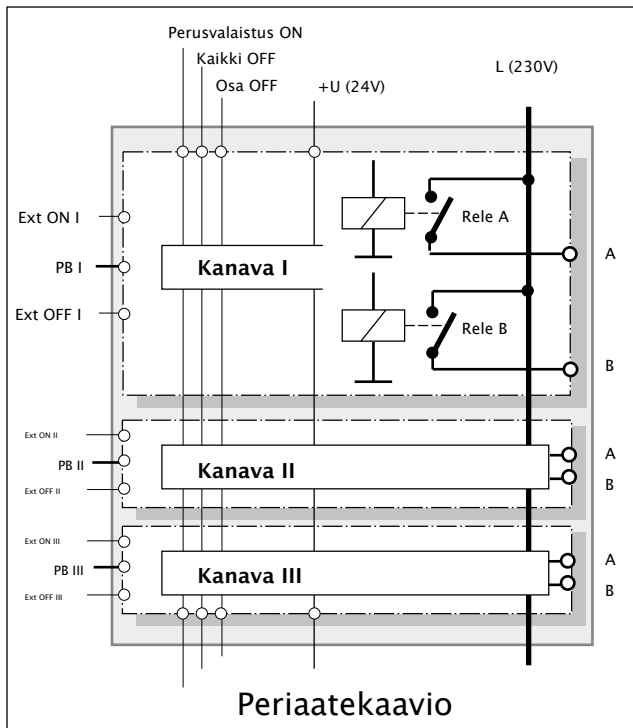 Perusvalaistus ON
Kaikki OFF
Osa OFF
+U (24V)
L (230V)
Ext ON I
PB I
Ext OFF I
Kanava I
Rele A
A
Rele B
B
Ext ON II
PB II
Ext OFF II
Kanava II
A
B
Ext ON III
PB III
Ext OFF III
Kanava III
A
B
Periaatekaavio